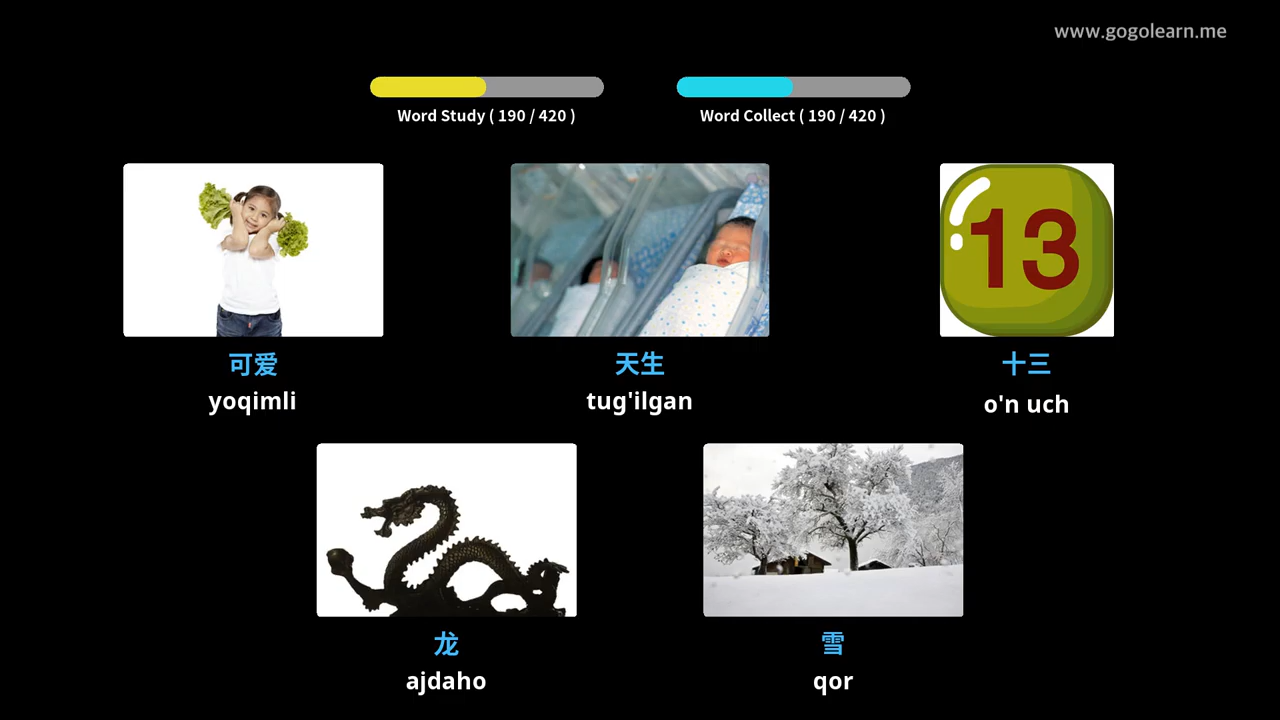 www.gogolearn.me
Word Study ( 190 / 420 )
Word Collect ( 190 / 420 )
13
可爱
天生
十三
yoqimli
tug'ilgan
o'n uch
龙
雪
ajdaho
qor